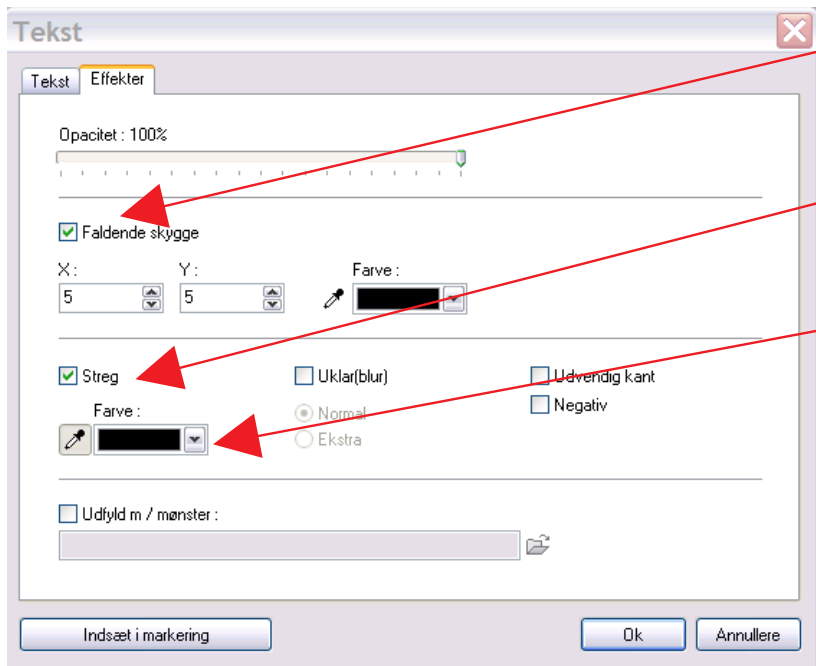 Tekst
Tekst Effekter
Opacitet : 100%
Faldende skygge
X : Y : Farve :
5 5
Streg Uklar(blur) Udvendig kant
Farve : Normal Negativ
Ekstra
Udfyld m / mønster :
Indsæt i markering Ok Annullere